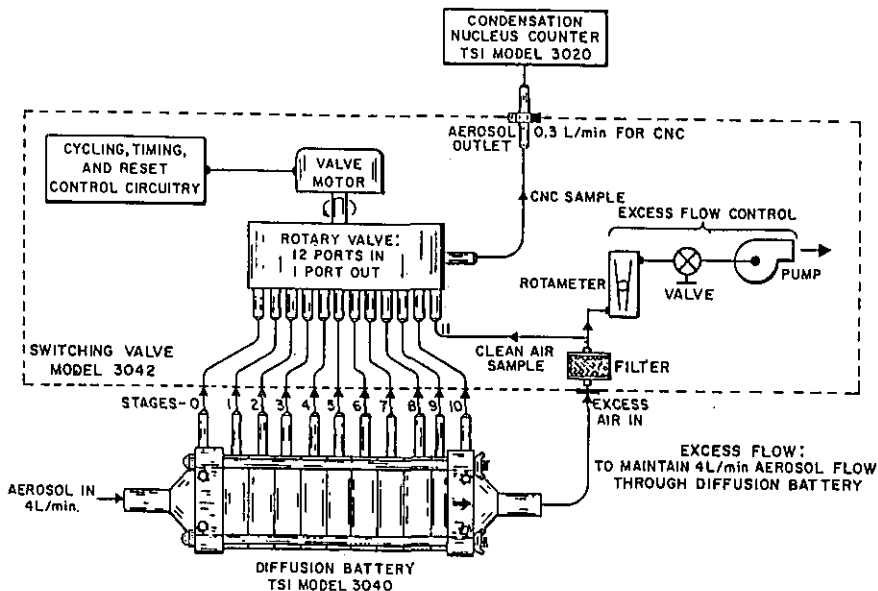 CONDENSATION
NUCLEUS COUNTER
TSI MODEL 3020
AEROSOL
OUTLET
0.3 L/min FOR CNC
CYCLING, TIMING,
AND RESET
CONTROL CIRCUITRY
VALVE
MOTOR
CNC SAMPLE
EXCESS FLOW CONTROL
ROTARY VALVE:
12 PORTS IN
1 PORT OUT
ROTAMETER
VALVE
PUMP
11
CLEAN AIR
SAMPLE
FILTER
SWITCHING VALVE
MODEL 3042
STAGES-0 1 2 3 4 5 6 7 8 9 10
EXCESS
AIR IN
EXCESS FLOW:
TO MAINTAIN 4L/min AEROSOL FLOW
THROUGH DIFFUSION BATTERY
AEROSOL IN
4L/min.
DIFFUSION BATTERY
TSI MODEL 3040